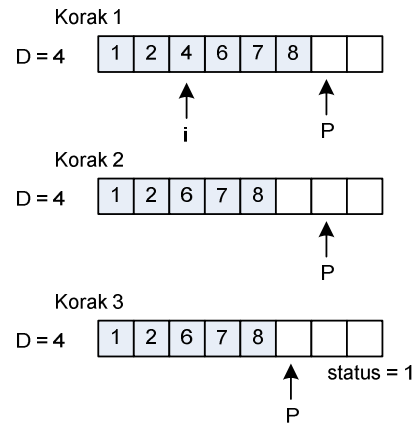 Korak 1
D = 4 1 2 4 6 7 8
i P
Korak 2
D = 4 1 2 6 7 8
P
Korak 3
D = 4 1 2 6 7 8
status = 1
P